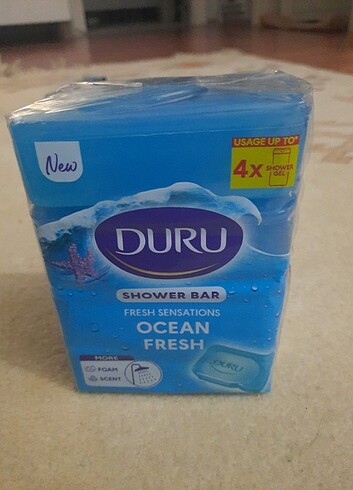 New
USAGE UP TO*
4x SHOWER
GEL
DURU
SHOWER BAR
FRESH SENSATIONS
OCEAN
FRESH
MORE
FOAM
SCENT
DURU